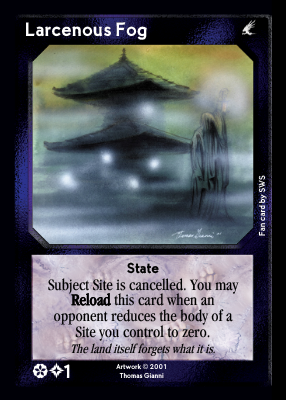 Larcenous Fog
Thomas Gianni
Fan card by SWS
State
Subject Site is cancelled. You may
Reload this card when an
opponent reduces the body of a
Site you control to zero.
The land itself forgets what it is.
1
Artwork © 2001
Thomas Gianni